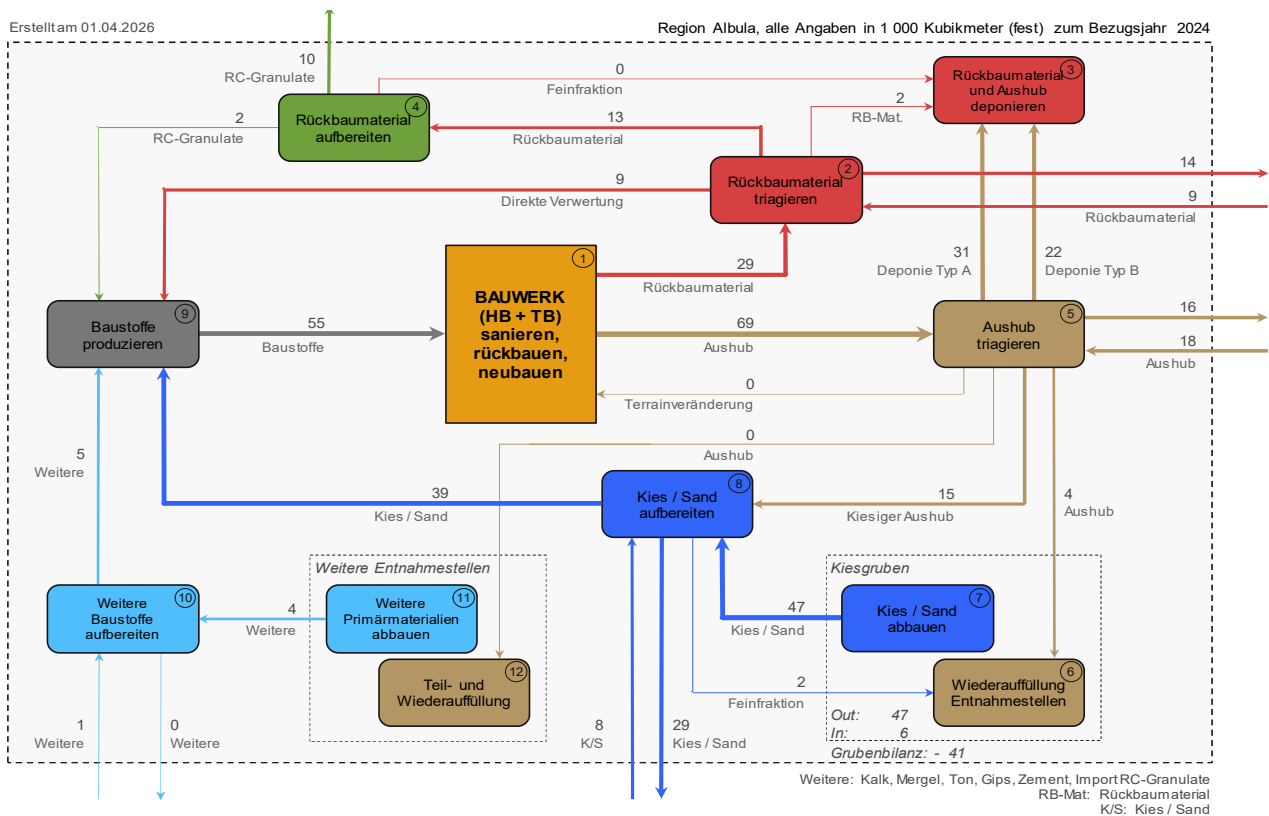 Erstellt am 01.04.2026
Region Albula, alle Angaben in 1 000 Kubikmeter (fest) zum Bezugsjahr 2024
10
RC-Granulate
0
Feinfraktion
3
Rückbaumaterial
und Aushub
deponieren
4
Rückbaumaterial
aufbereiten
2
RB-Mat.
2
RC-Granulate
13
Rückbaumaterial
2
Rückbaumaterial
triagieren
14
9
Rückbaumaterial
9
Direkte Verwertung
31
Deponie Typ A
22
Deponie Typ B
1
BAUWERK
(HB + TB)
sanieren,
rückbauen,
neubauen
29
Rückbaumaterial
9
Baustoffe
produzieren
55
Baustoffe
69
Aushub
5
Aushub
triagieren
16
18
Aushub
0
Terrainveränderung
0
Aushub
5
Weitere
39
Kies / Sand
8
Kies / Sand
aufbereiten
15
Kiesiger Aushub
4
Aushub
Weitere Entnahmestellen
Kiesgruben
10
Weitere
Baustoffe
aufbereiten
4
Weitere
11
Weitere
Primärmaterialien
abbauen
47
Kies / Sand
7
Kies / Sand
abbauen
12
Teil- und
Wiederauffüllung
2
Feinfraktion
6
Wiederauffüllung
Entnahmestellen
1
Weitere
0
Weitere
8
K/S
29
Kies / Sand
Out: 47
In: 6
Grubenbilanz: - 41
Weitere: Kalk, Mergel, Ton, Gips, Zement, Import RC-Granulate
RB-Mat: Rückbaumaterial
K/S: Kies / Sand